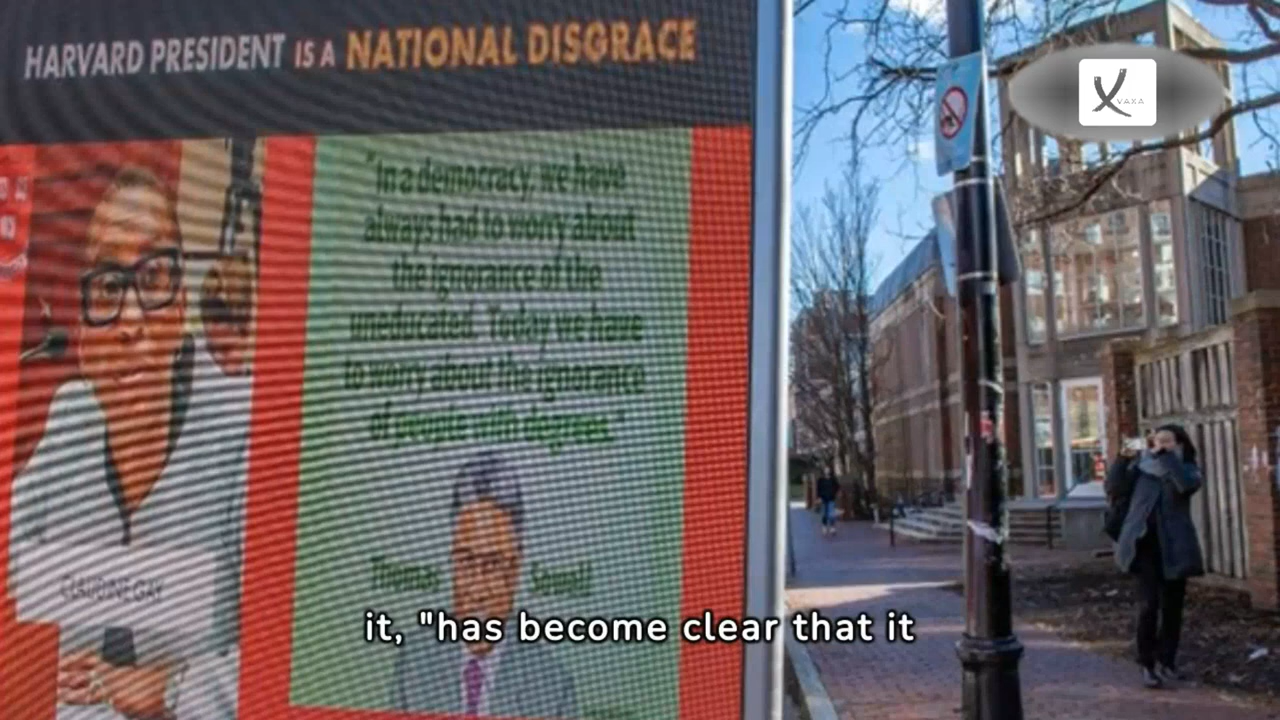 HARVARD PRESIDENT IS A NATIONAL DISGRACE
"In a democracy, we have
always had to worry about
the ignorance of the
uneducated. Today we have
to worry about the ignorance
of people with degrees."
Thomas Sowell
CLAUDINE GAY
it, "has become clear that it
VAXA